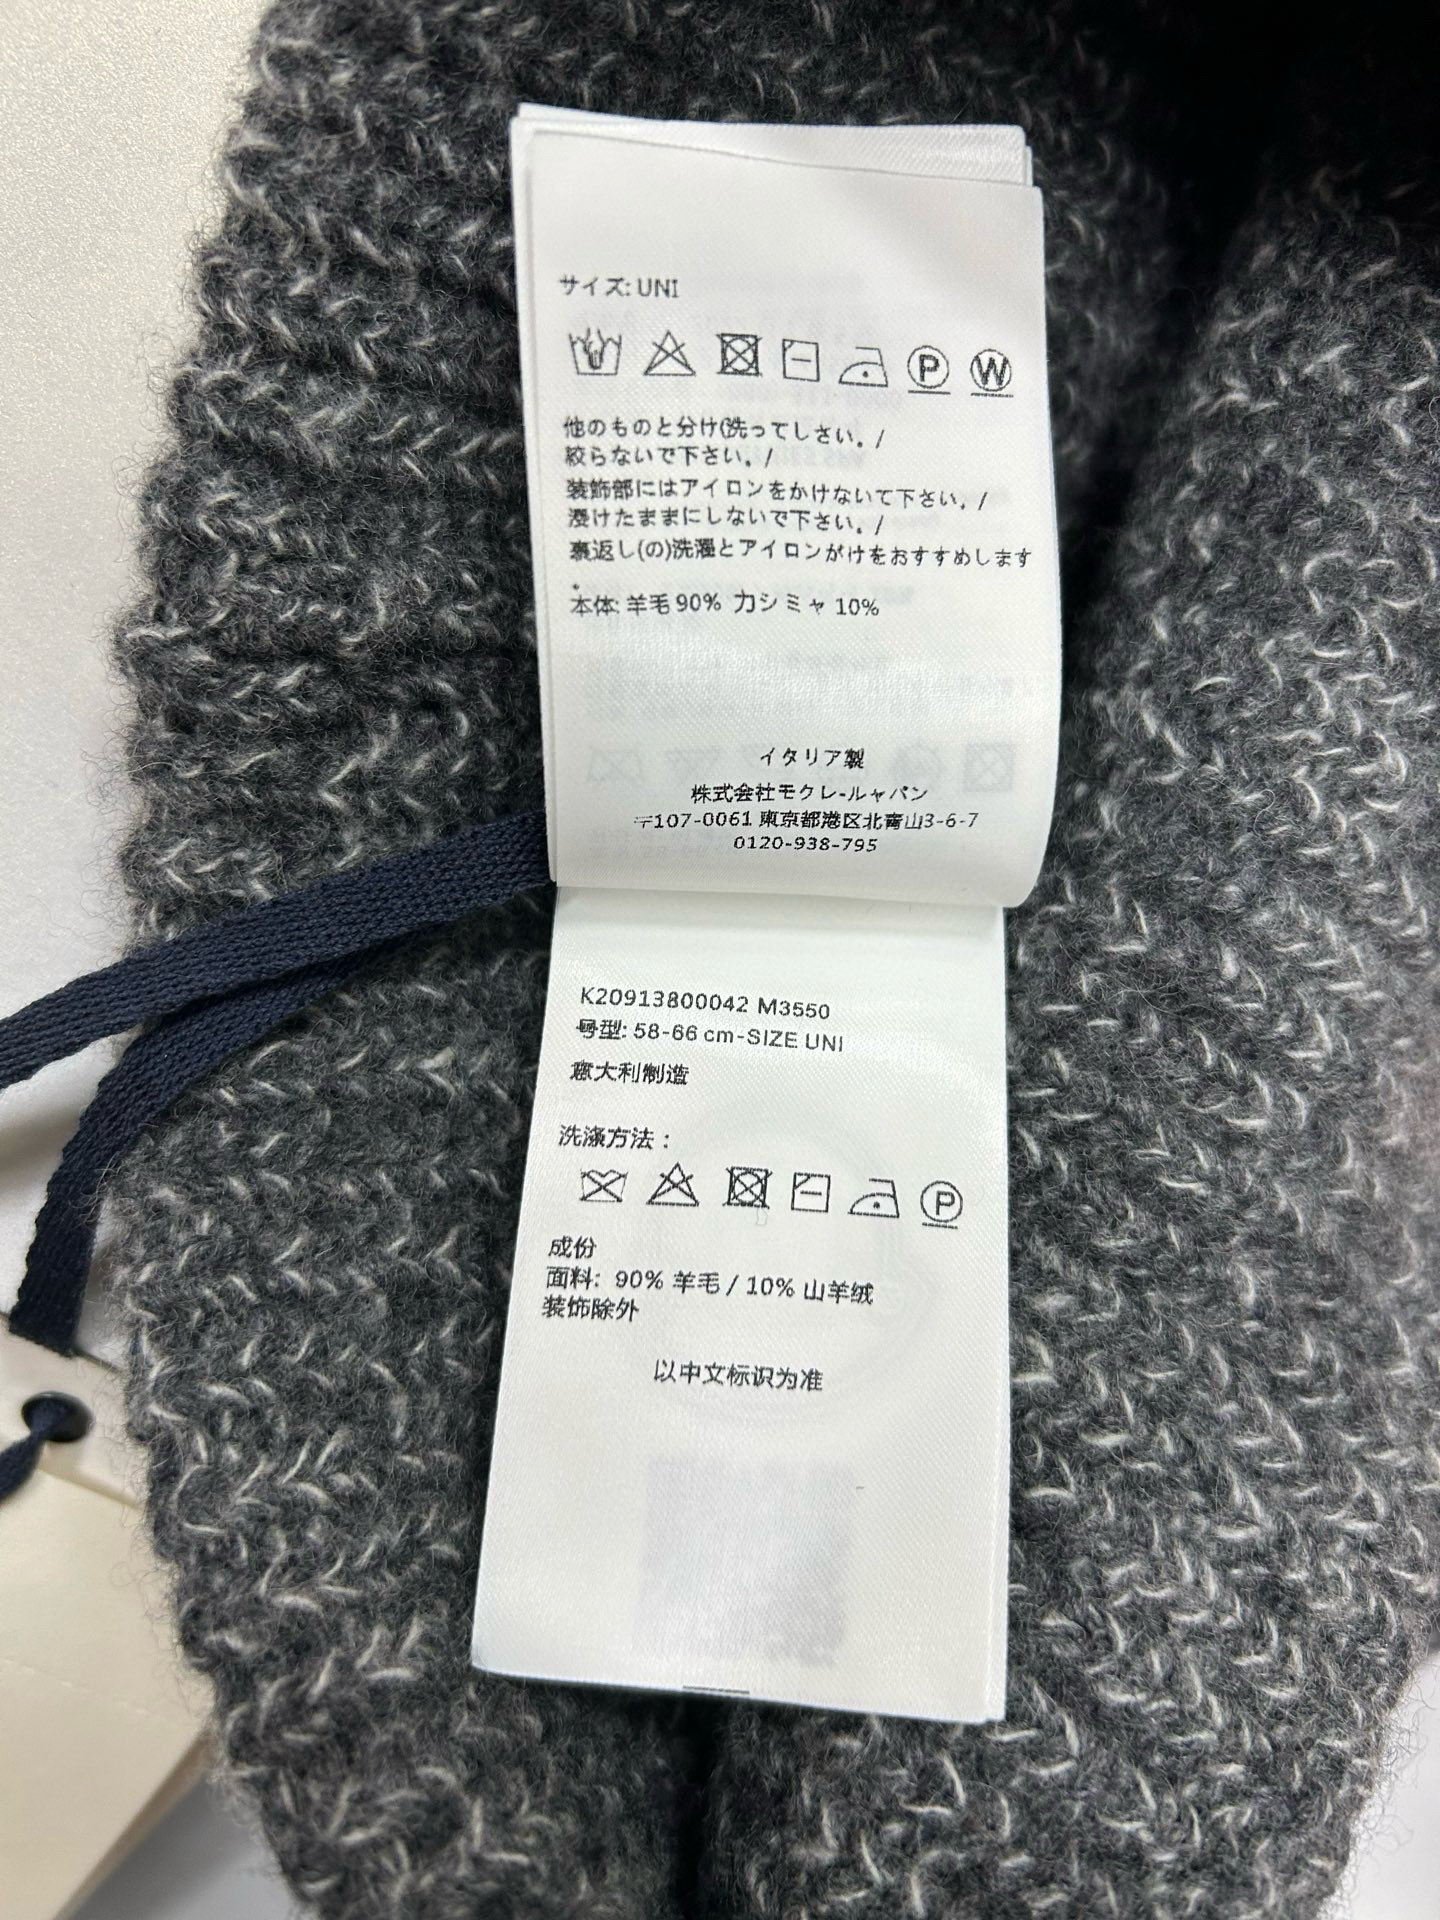 サイズ: UNI
P W
他のものと分け(洗ってしさい。/
絞らないで下さい。/
装飾部にはアイロンをかけないて下さい。/
浸けたままにしないで下さい。/
裏返し(の)洗濯とアイロンがけをおすすめします
。
本体: 羊毛 90% カシミャ 10%
イタリア製
株式会社モクレ-ルャパン
〒107-0061 東京都港区北青山3-6-7
0120-938-795
K20913800042 M3550
号型: 58-66 cm-SIZE UNI
意大利制造
洗涤方法：
P
成份
面料: 90% 羊毛 / 10% 山羊绒
装饰除外
以中文标识为准